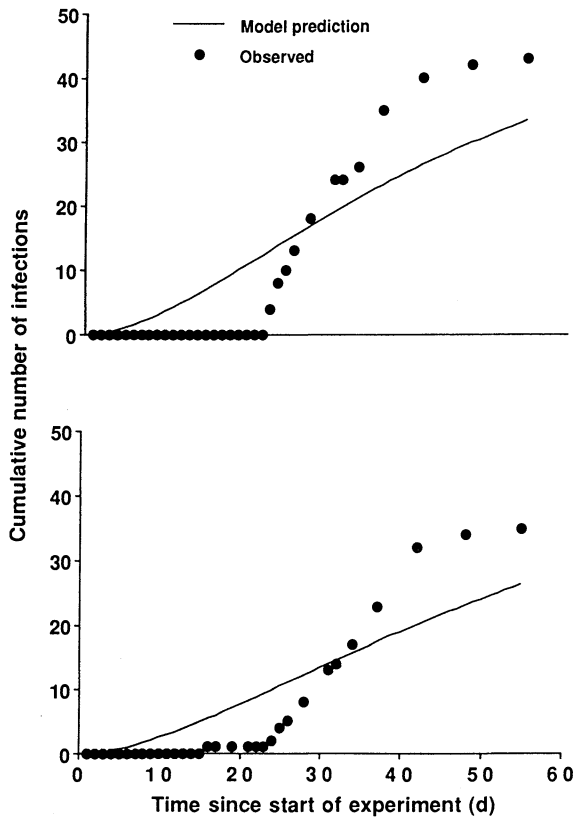 50
Model prediction
Observed
40
30
20
10
0
Cumulative number of infections
50
40
30
20
10
0
0 10 20 30 40 50 60
Time since start of experiment (d)